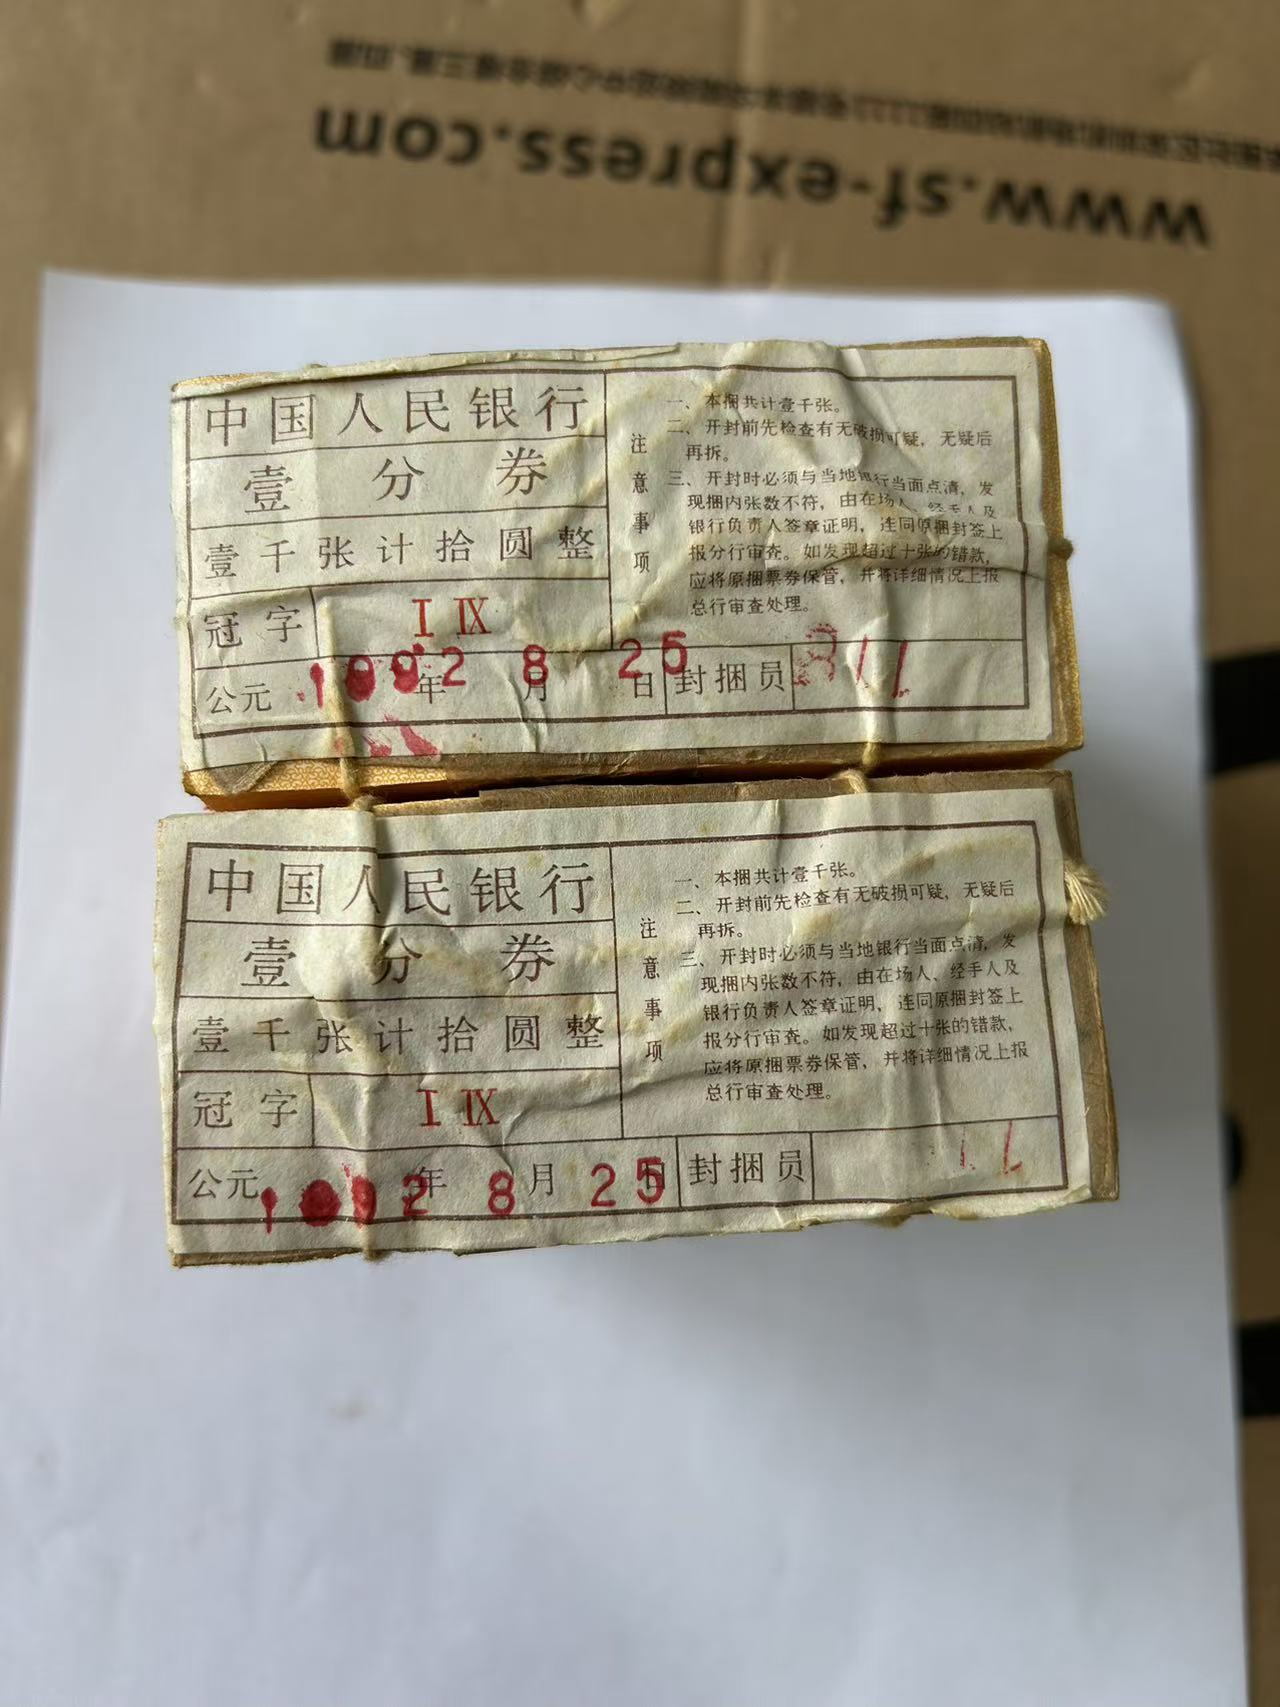 www.sf-express.com
中国人民银行
壹分券
壹千张计拾圆整
冠字 I IX
公元1992年8月25日 封捆员 811
注意事项
一、本捆共计壹千张。
二、开封前先检查有无破损可疑，无疑后
再拆。
三、开封时必须与当地银行当面点清，发
现捆内张数不符，由在场人、经手人及
银行负责人签章证明，连同原捆封签上
报分行审查。如发现超过十张的错款，
应将原捆票券保管，并将详细情况上报
总行审查处理。
中国人民银行
壹分券
壹千张计拾圆整
冠字 I IX
公元1992年8月25日 封捆员
注意事项
一、本捆共计壹千张。
二、开封前先检查有无破损可疑，无疑后
再拆。
三、开封时必须与当地银行当面点清，发
现捆内张数不符，由在场人、经手人及
银行负责人签章证明，连同原捆封签上
报分行审查。如发现超过十张的错款，
应将原捆票券保管，并将详细情况上报
总行审查处理。